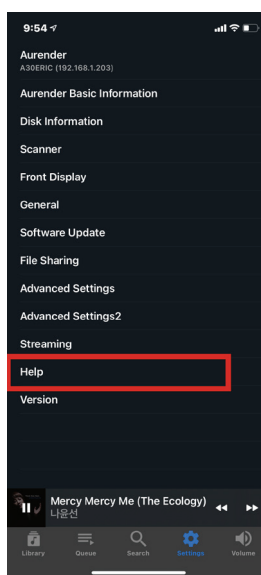 9:54
Aurender
A30ERIC (192.168.1.203)
Aurender Basic Information
Disk Information
Scanner
Front Display
General
Software Update
File Sharing
Advanced Settings
Advanced Settings2
Streaming
Help
Version
Mercy Mercy Me (The Ecology)
나윤선
Library Queue Search Settings Volume